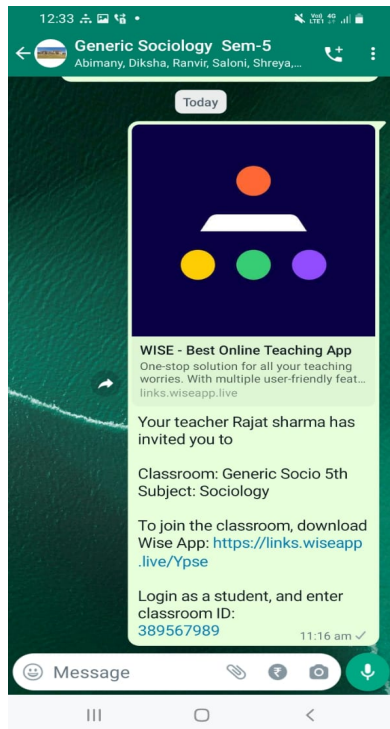 12:33
Vo)) 4G
LTE1
Generic Sociology Sem-5
Abimany, Diksha, Ranvir, Saloni, Shreya,...
Today
WISE - Best Online Teaching App
One-stop solution for all your teaching
worries. With multiple user-friendly feat...
links.wiseapp.live
Your teacher Rajat sharma has
invited you to
Classroom: Generic Socio 5th
Subject: Sociology
To join the classroom, download
Wise App: https://links.wiseapp
.live/Ypse
Login as a student, and enter
classroom ID:
389567989
11:16 am
Message
₹